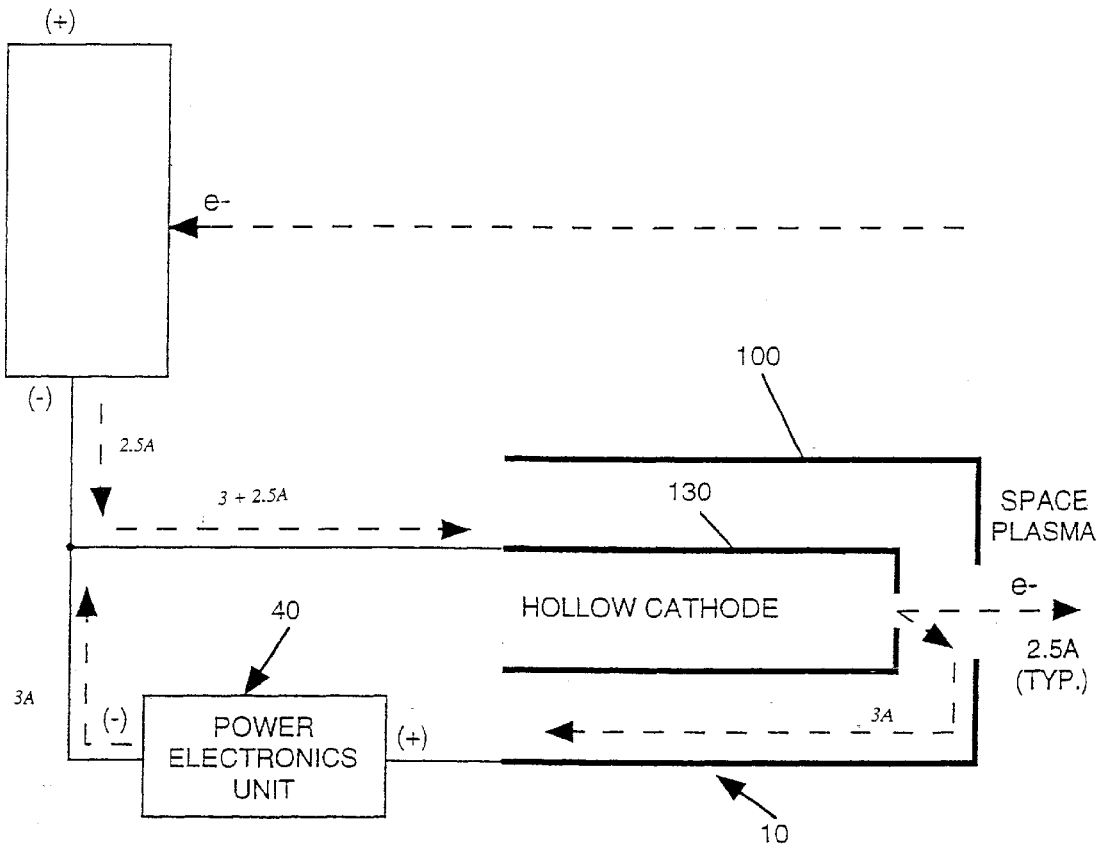 (+)
e-
(-)
2.5A
3 + 2.5A
100
130
SPACE
PLASMA
HOLLOW CATHODE
e-
2.5A
(TYP.)
40
3A
(-)
POWER
ELECTRONICS
UNIT
(+)
3A
10